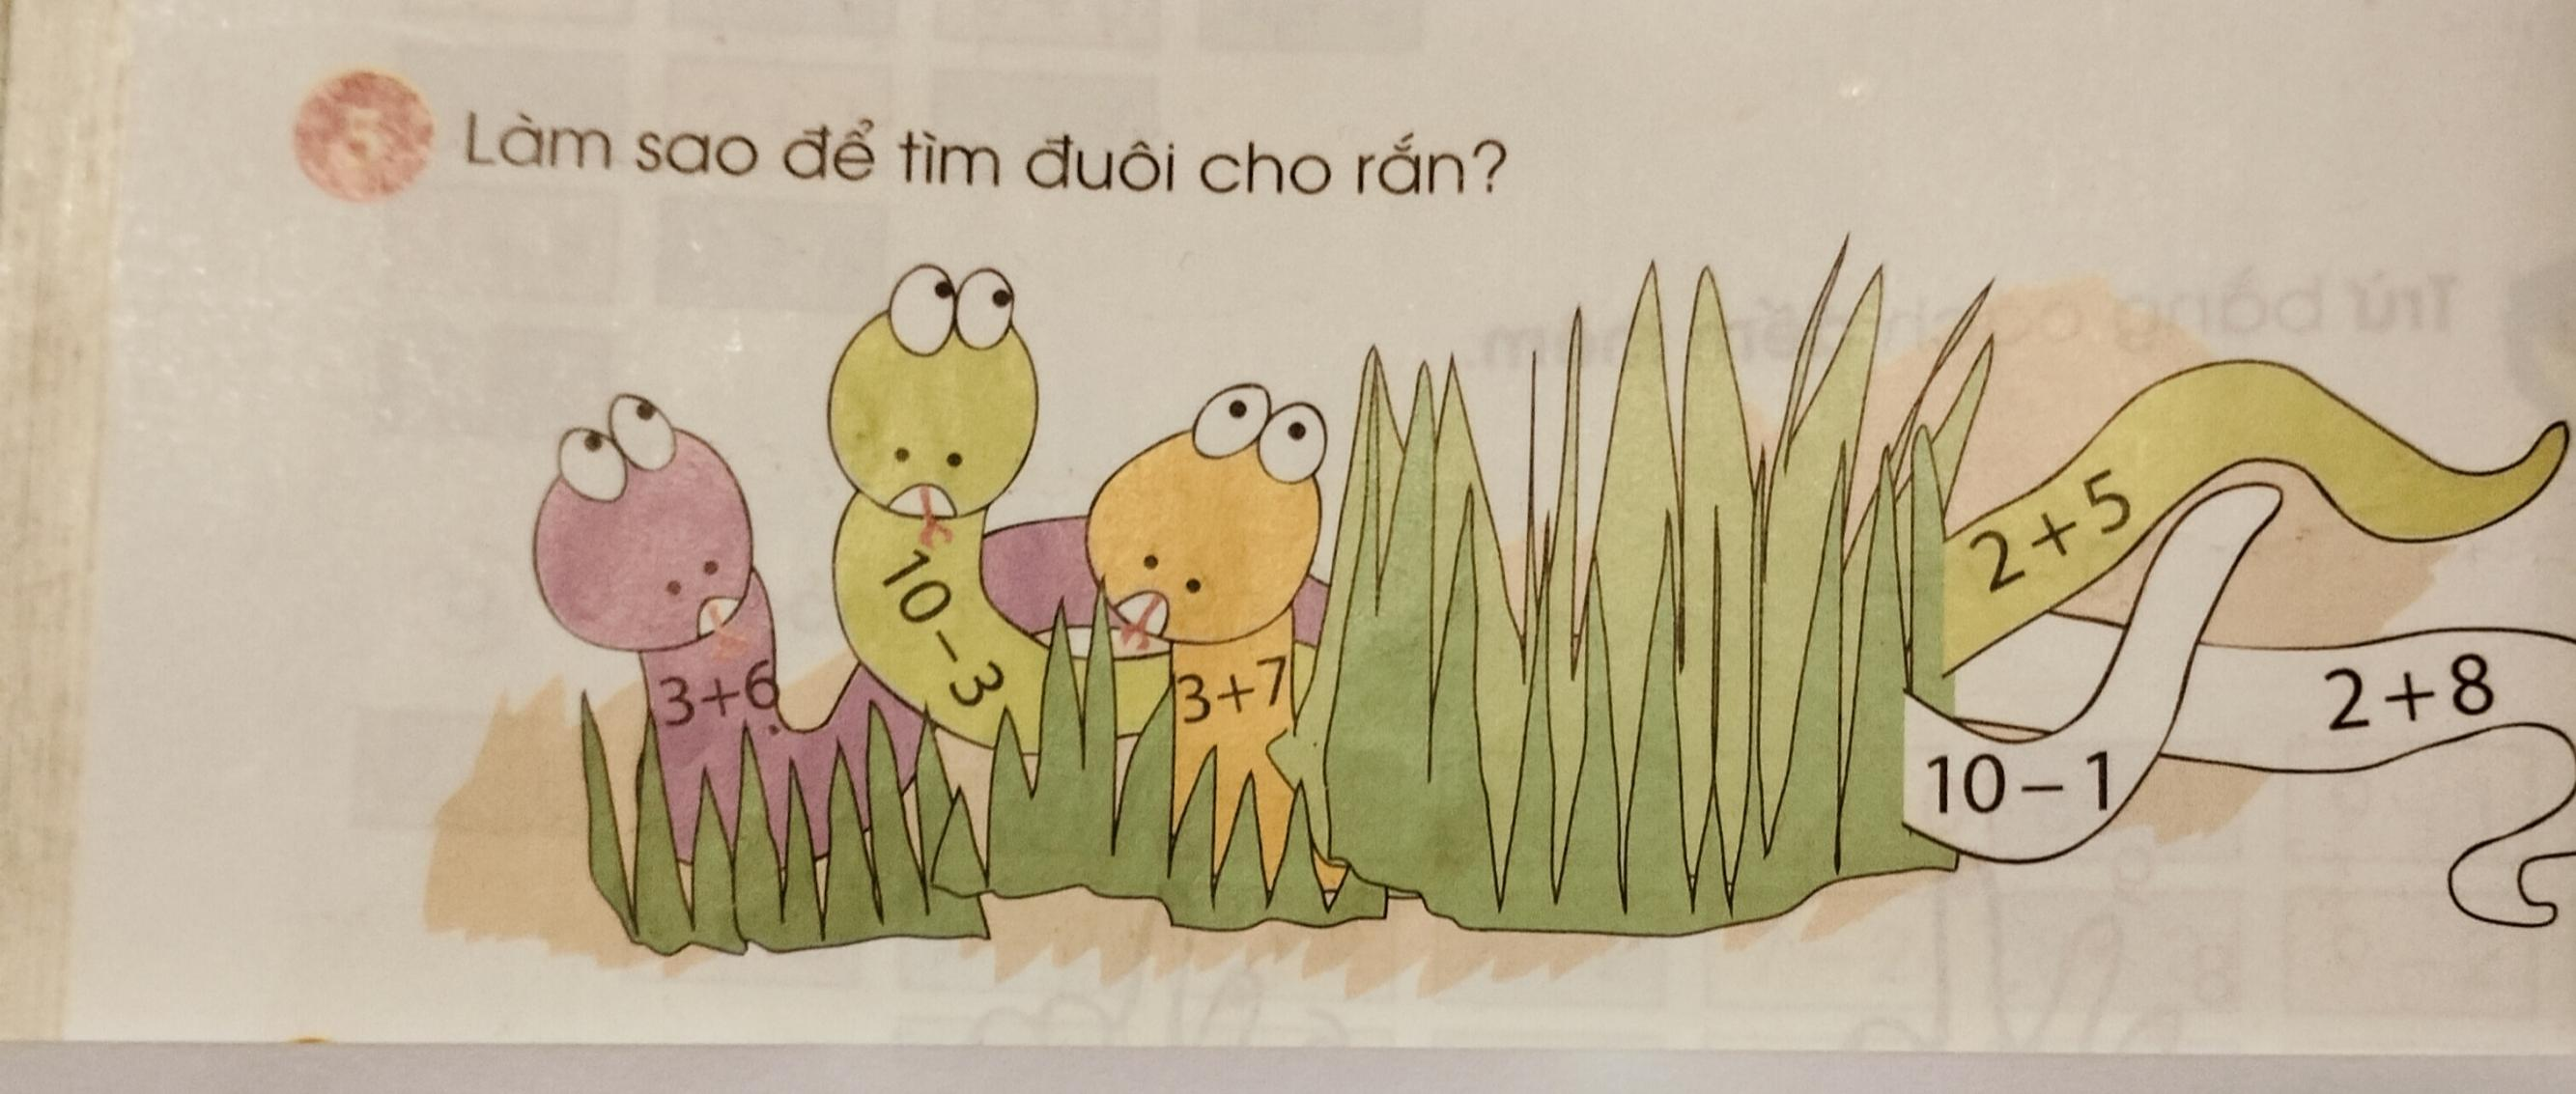 5 Làm sao để tìm đuôi cho rắn?
10 – 3
3 + 6
3 + 7
2 + 5
2 + 8
10 – 1